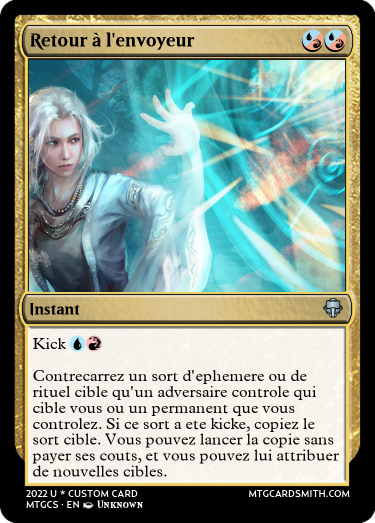 Retour à l'envoyeur
Instant
Kick
Contrecarrez un sort d'ephemere ou de
rituel cible qu'un adversaire controle qui
cible vous ou un permanent que vous
controlez. Si ce sort a ete kicke, copiez le
sort cible. Vous pouvez lancer la copie sans
payer ses couts, et vous pouvez lui attribuer
de nouvelles cibles.
2022 U * CUSTOM CARD
MTGCARDSMITH.COM
MTGCS - EN Unknown